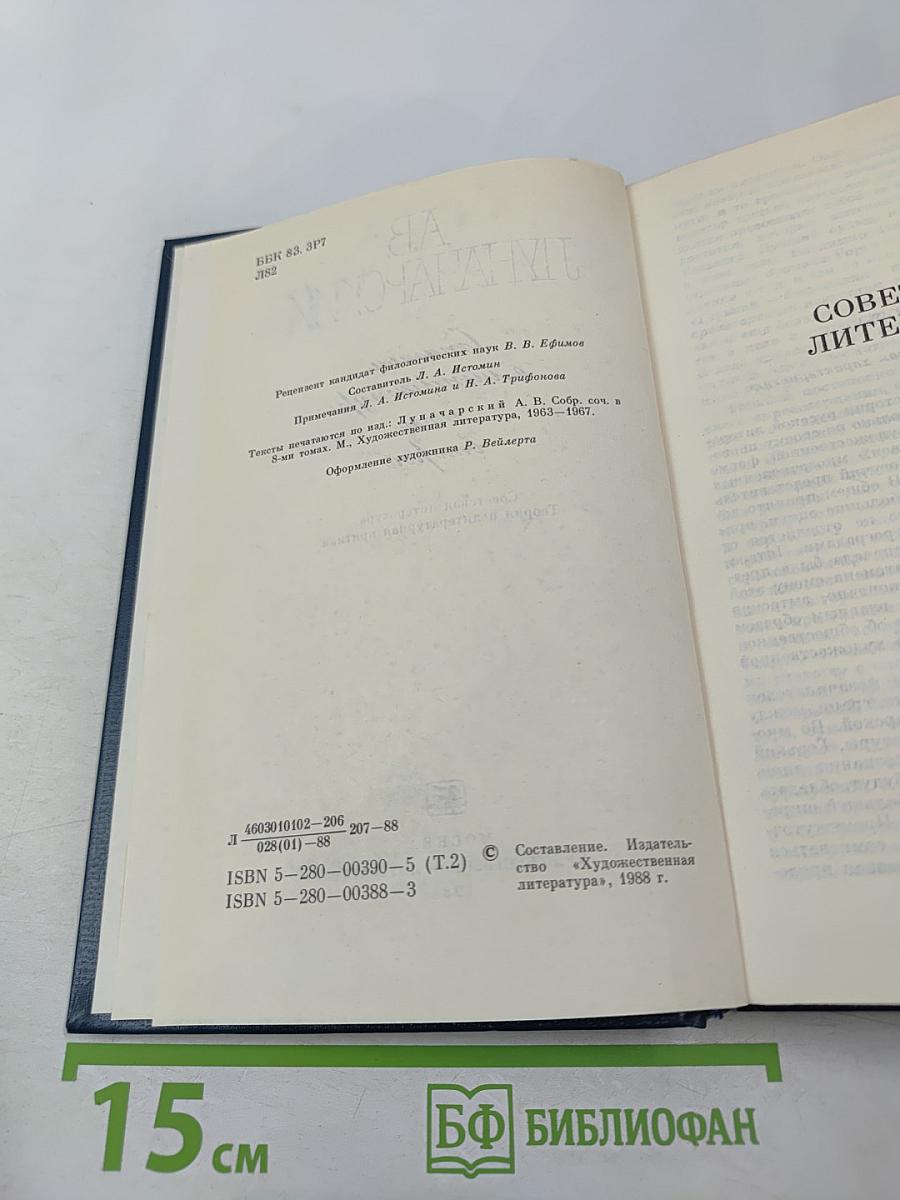 ББК 83. 3Р7
Л82
Рецензент кандидат филологических наук В. В. Ефимов
Составитель Л. А. Истомин
Примечания Л. А. Истомина и Н. А. Трифонова
Тексты печатаются по изд.: Луначарский А. В. Собр. соч. в
8-ми томах. М., Художественная литература, 1963—1967.
Оформление художника Р. Вейлерта
Л 4603010102—206 207—88
028(01)—88
ISBN 5—280—00390—5 (Т.2)
ISBN 5—280—00388—3
© Составление. Издатель-
ство «Художественная
литература», 1988 г.
СОВЕТ
ЛИТЕ
15 см
БФ БИБЛИОФАН